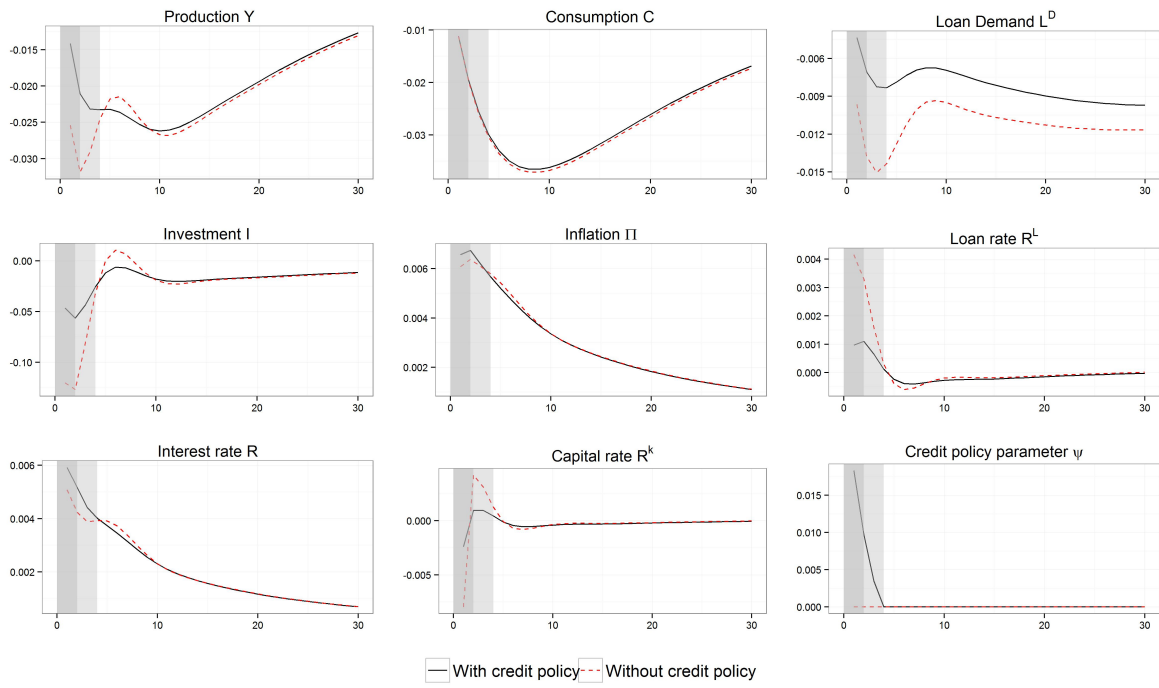 Production Y
-0.015
-0.020
-0.025
-0.030
0 10 20 30
Consumption C
-0.01
-0.02
-0.03
0 10 20 30
Loan Demand L^D
-0.006
-0.009
-0.012
-0.015
0 10 20 30
Investment I
0.00
-0.05
-0.10
0 10 20 30
Inflation Π
0.006
0.004
0.002
0 10 20 30
Loan rate R^L
0.004
0.003
0.002
0.001
0.000
0 10 20 30
Interest rate R
0.006
0.004
0.002
0 10 20 30
Capital rate R^k
0.000
-0.005
0 10 20 30
Credit policy parameter ψ
0.015
0.010
0.005
0.000
0 10 20 30
With credit policy Without credit policy